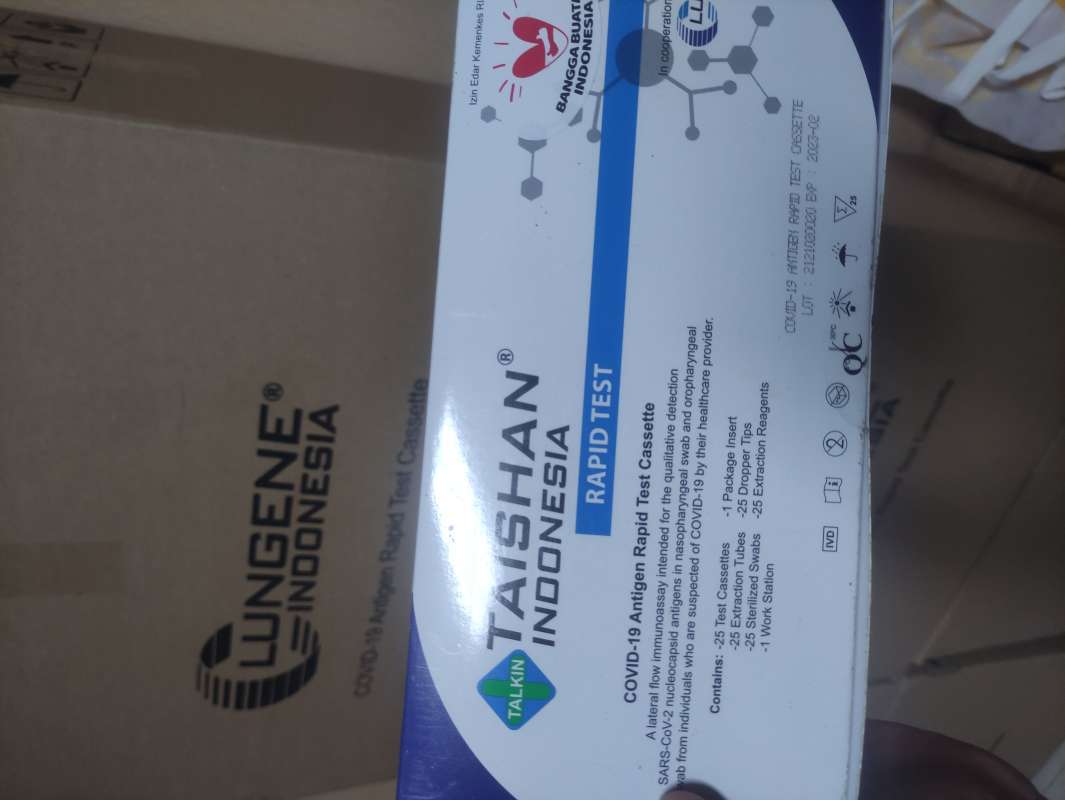 LUNGENE®
INDONESIA
COVID-19 Antigen Rapid Test Cassette
Izin Edar Kemenkes RI
BANGGA BUATAN
INDONESIA
In cooperation
TALKIN
TAISHAN®
INDONESIA
RAPID TEST
COVID-19 Antigen Rapid Test Cassette
A lateral flow immunoassay intended for the qualitative detection
SARS-CoV-2 nucleocapsid antigens in nasopharyngeal swab and oropharyngeal
from individuals who are suspected of COVID-19 by their healthcare provider.
Contains: -25 Test Cassettes -1 Package Insert
-25 Extraction Tubes -25 Dropper Tips
-25 Sterilized Swabs -25 Extraction Reagents
-1 Work Station
COVID-19 ANTIGEN RAPID TEST CASSETTE
LOT : 2121020020 EXP : 2023-02
IVD
i
2
30°C
QC
Σ
25